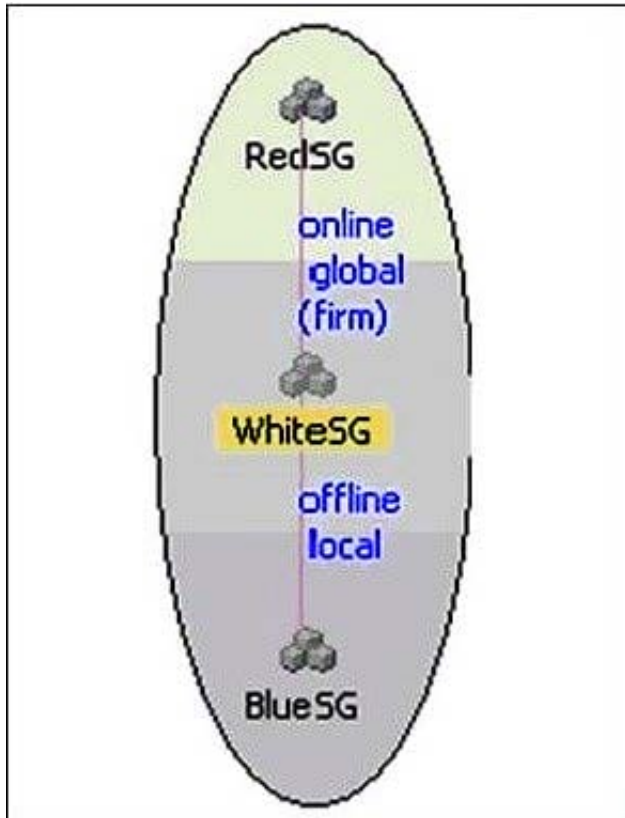 RedSG
online
global
(firm)
WhiteSG
offline
local
BlueSG